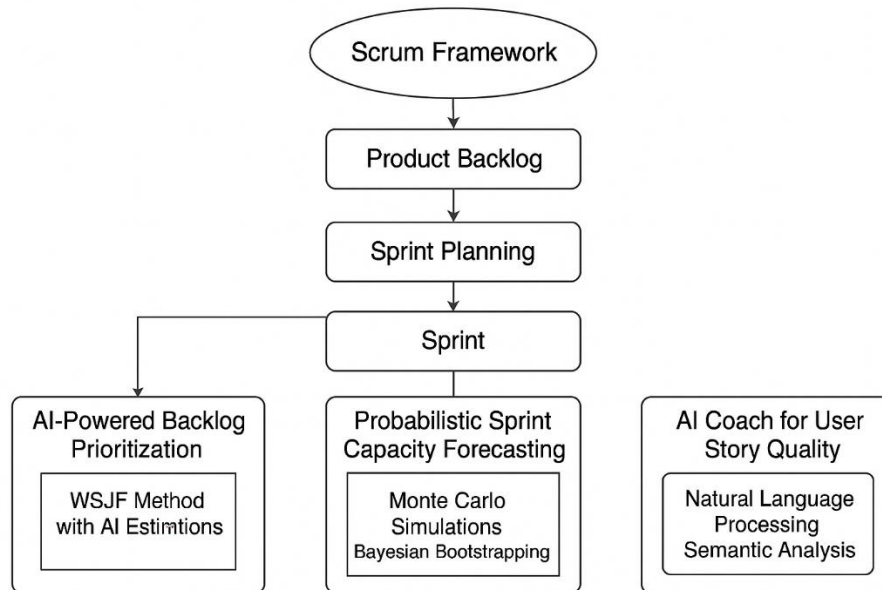 Scrum Framework
Product Backlog
Sprint Planning
Sprint
AI-Powered Backlog
Prioritization
WSJF Method
with AI Estimtions
Probabilistic Sprint
Capacity Forecasting
Monte Carlo
Simulations
Bayesian Bootstrapping
AI Coach for User
Story Quality
Natural Language
Processing
Semantic Analysis